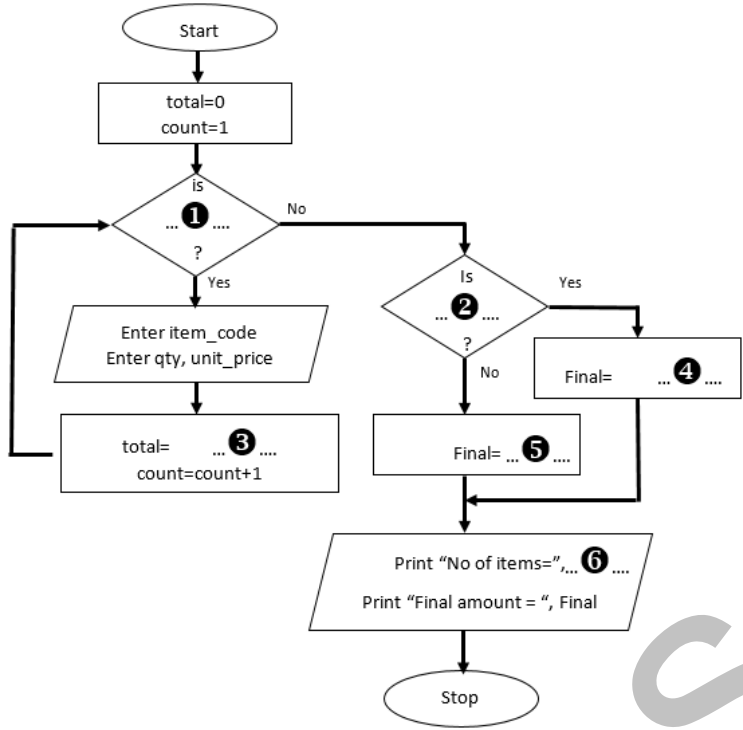 Start
total=0
count=1
is
... ❶ ....
?
No
Yes
Enter item_code
Enter qty, unit_price
total= ... ❸ ....
count=count+1
Is
... ❷ ....
?
Yes
No
Final= ... ❹ ....
Final= ... ❺ ....
Print “No of items=”,... ❻ ....
Print “Final amount = “, Final
Stop